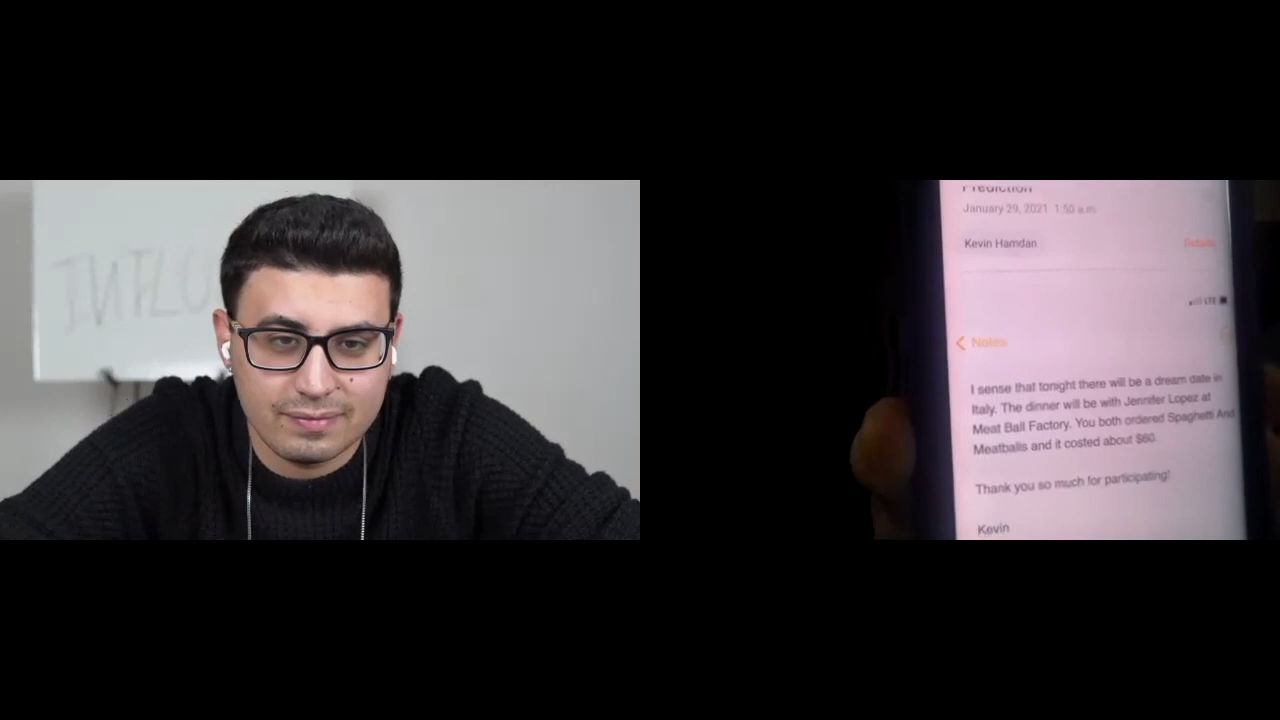 INFLU
Prediction
January 29, 2021 1:50 a.m.
Kevin Hamdan
Details
LTE
Notes
I sense that tonight there will be a dream date in
Italy. The dinner will be with Jennifer Lopez at
Meat Ball Factory. You both ordered Spaghetti And
Meatballs and it costed about $60.
Thank you so much for participating!
Kevin